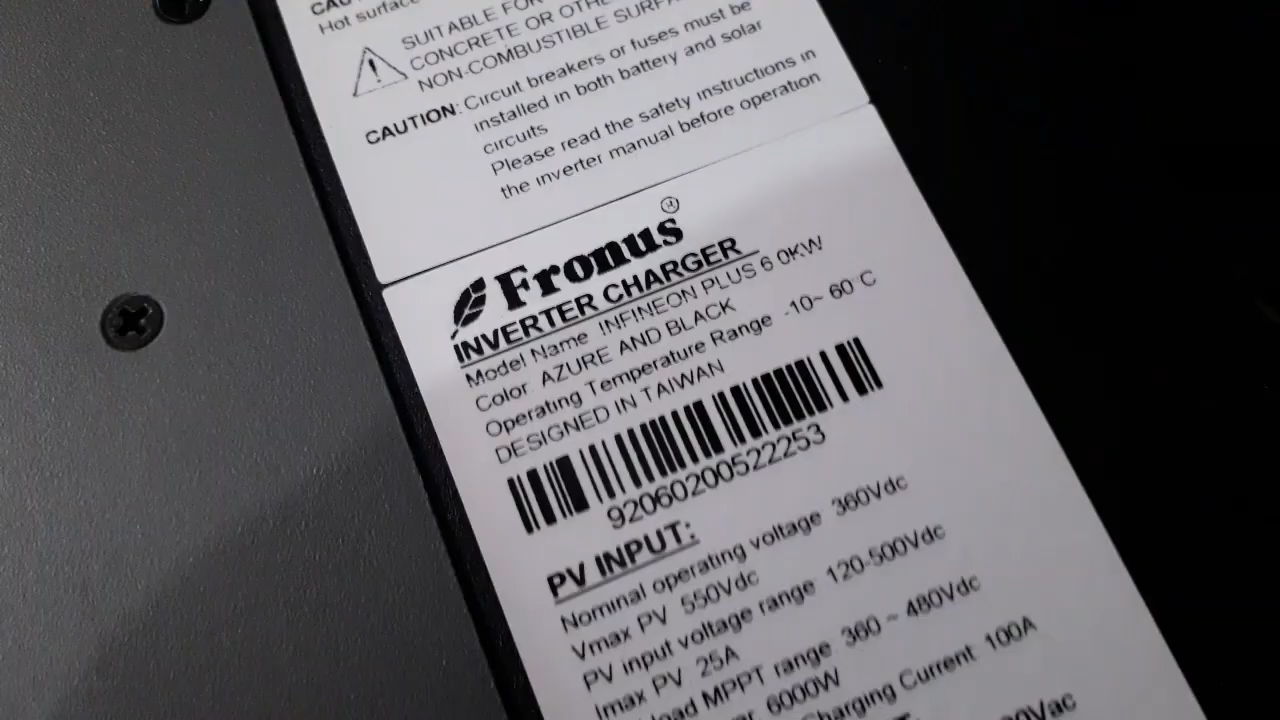 Hot surface
SUITABLE FOR
CONCRETE OR
NON-COMBUSTIBLE
CAUTION: Circuit breakers or fuses must be
installed in both battery and solar
circuits
Please read the safety instructions in
the inverter manual before operation
Fronus®
INVERTER CHARGER
Model Name INFINEON PLUS 6.0KW
Color AZURE AND BLACK
Operating Temperature Range -10~ 60°C
DESIGNED IN TAIWAN
92060200522253
PV INPUT:
Nominal operating voltage 360Vdc
Vmax PV 550Vdc
PV input voltage range 120-500Vdc
Imax PV 25A
MPPT range 360 ~ 480Vdc
6000W
Charging Current 100A